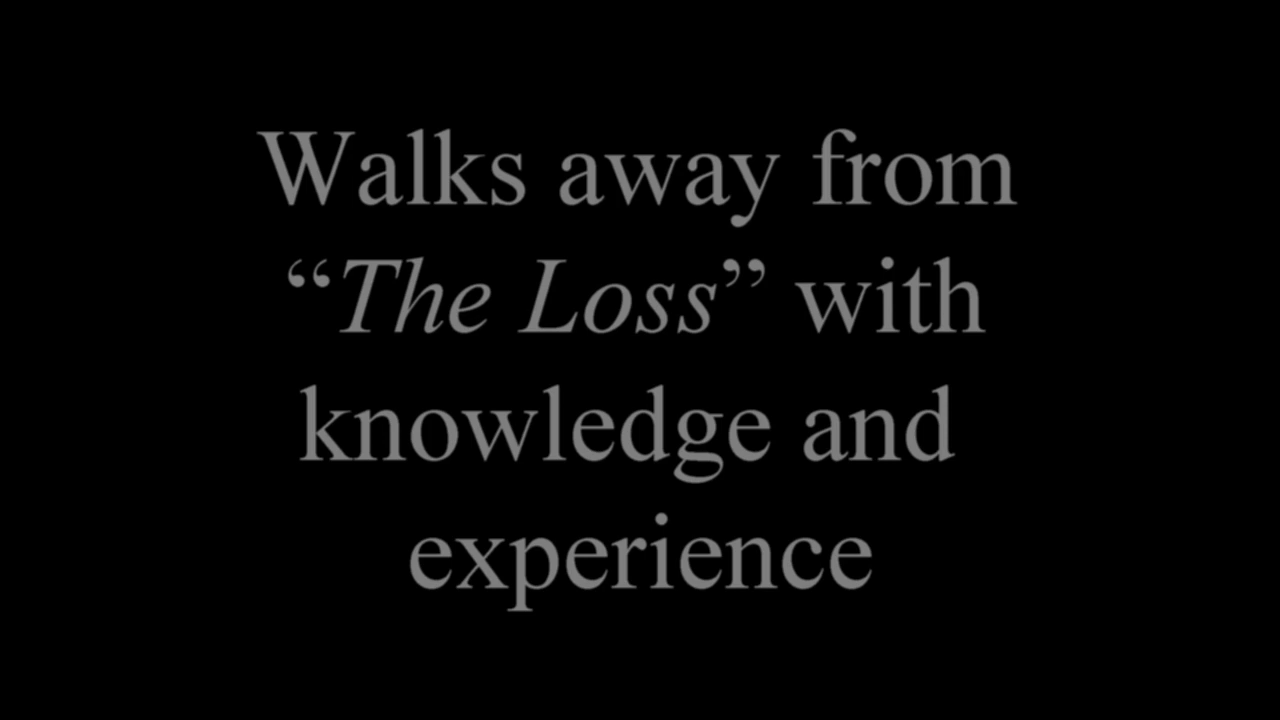 Walks away from
“The Loss” with
knowledge and
experience